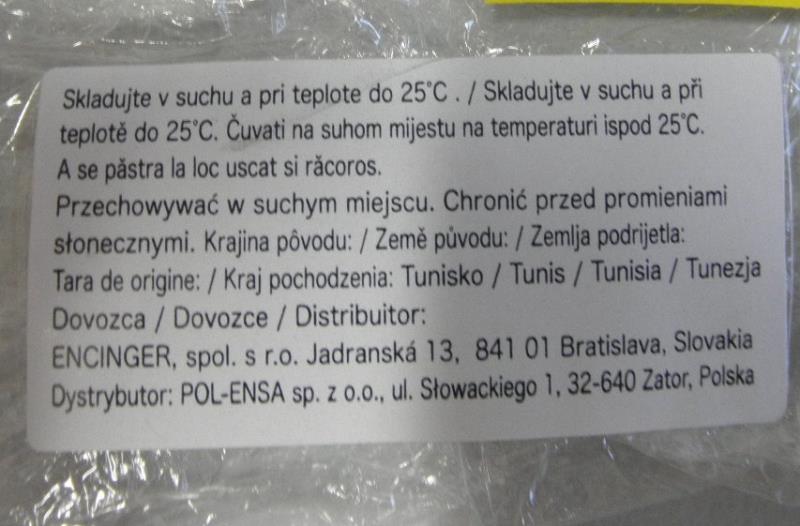 Skladujte v suchu a pri teplote do 25°C . / Skladujte v suchu a při
teplotě do 25°C. Čuvati na suhom mijestu na temperaturi ispod 25°C.
A se păstra la loc uscat si răcoros.
Przechowywać w suchym miejscu. Chronić przed promieniami
słonecznymi. Krajina pôvodu: / Země původu: / Zemlja podrijetla:
Tara de origine: / Kraj pochodzenia: Tunisko / Tunis / Tunisia / Tunezja
Dovozca / Dovozce / Distribuitor:
ENCINGER, spol. s r.o. Jadranská 13, 841 01 Bratislava, Slovakia
Dystrybutor: POL-ENSA sp. z o.o., ul. Słowackiego 1, 32-640 Zator, Polska